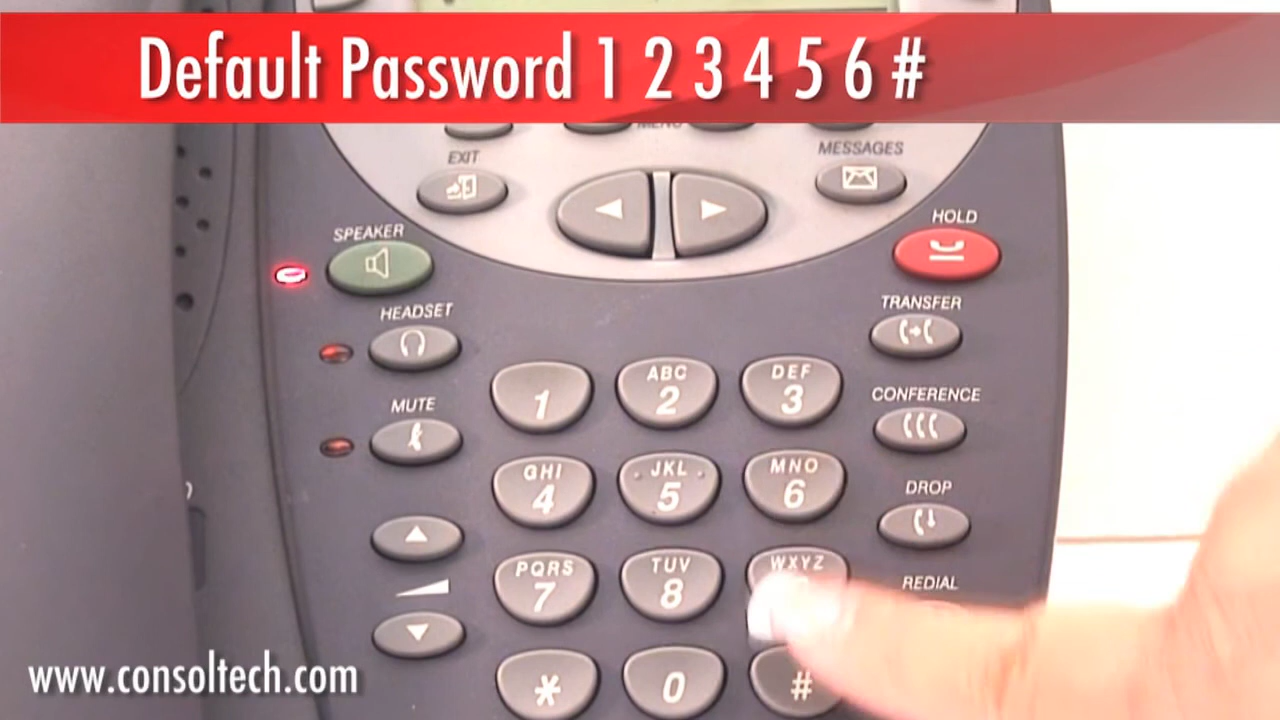 Default Password 1 2 3 4 5 6 #
MENU
EXIT
MESSAGES
SPEAKER
HOLD
HEADSET
TRANSFER
MUTE
CONFERENCE
DROP
REDIAL
1
ABC
2
DEF
3
GHI
4
JKL
5
MNO
6
PQRS
7
TUV
8
WXYZ
*
0
#
www.consoltech.com